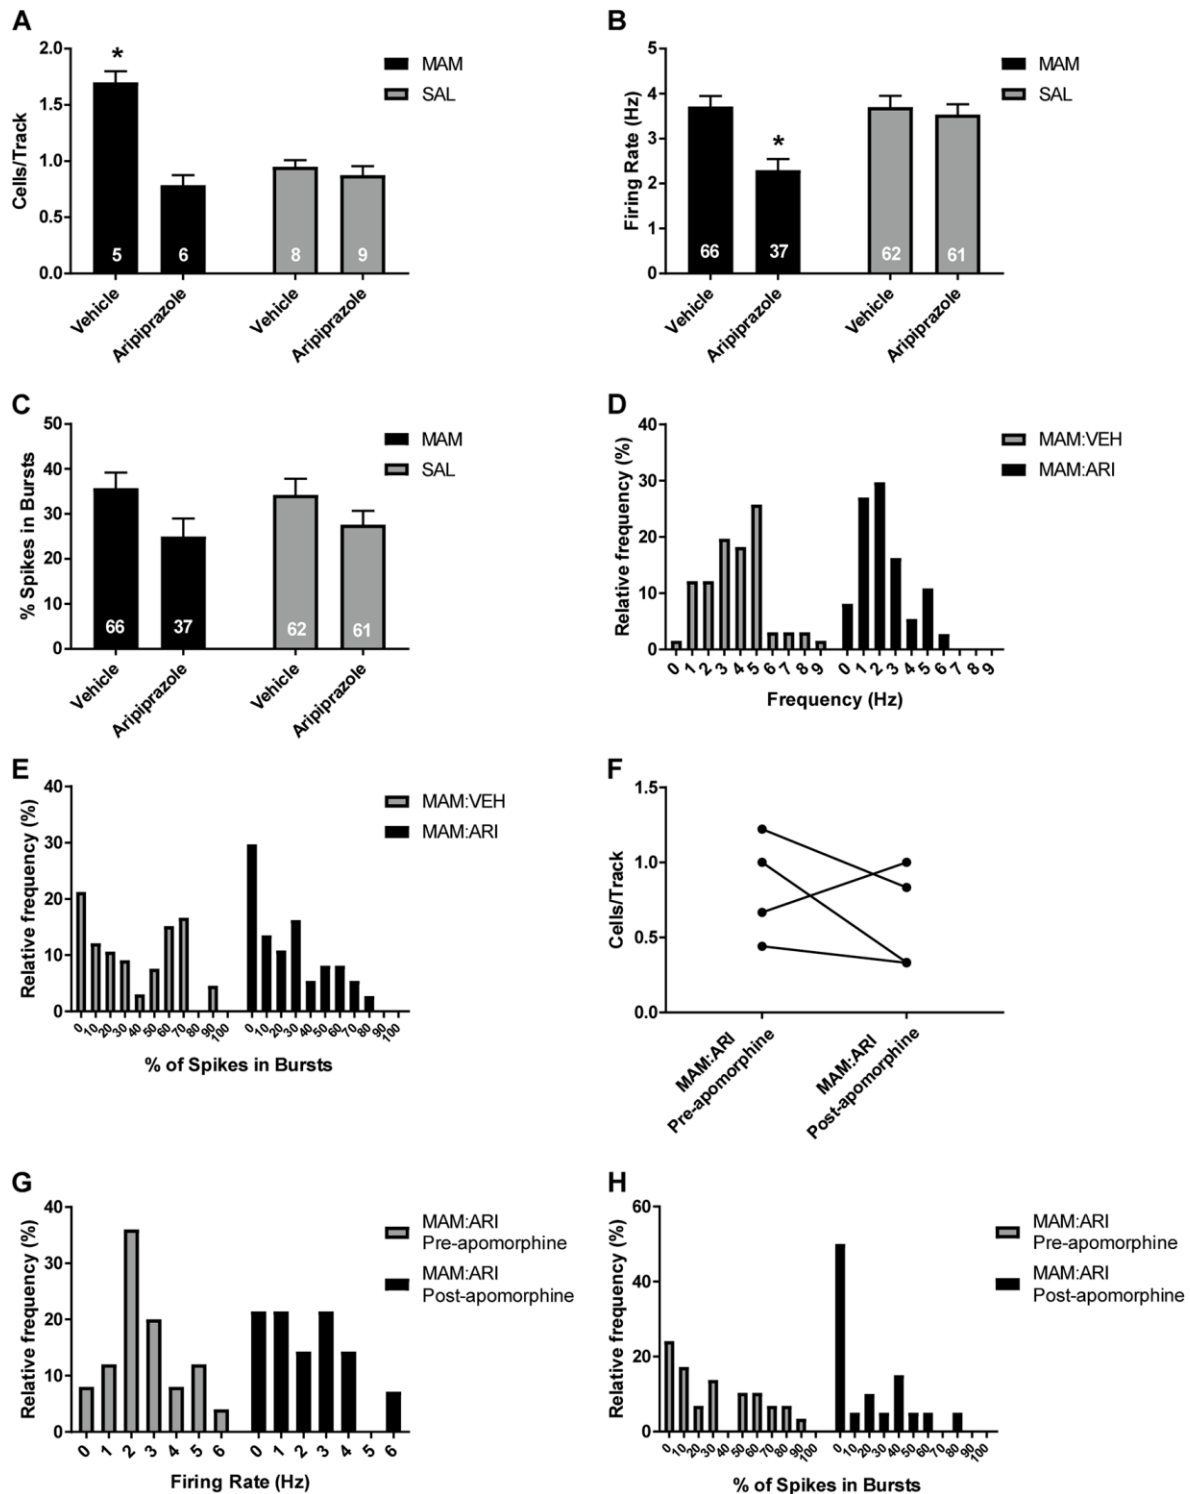 A
Cells/Track
2.0
1.5
1.0
0.5
0.0
*
5
6
8
9
Vehicle
Aripiprazole
Vehicle
Aripiprazole
MAM
SAL
B
Firing Rate (Hz)
5
4
3
2
1
0
*
66
37
62
61
Vehicle
Aripiprazole
Vehicle
Aripiprazole
MAM
SAL
C
% Spikes in Bursts
50
40
30
20
10
0
66
37
62
61
Vehicle
Aripiprazole
Vehicle
Aripiprazole
MAM
SAL
D
Relative frequency (%)
40
30
20
10
0
0 1 2 3 4 5 6 7 8 9 0 1 2 3 4 5 6 7 8 9
Frequency (Hz)
MAM:VEH
MAM:ARI
E
Relative frequency (%)
40
30
20
10
0
0 10 20 30 40 50 60 70 80 90 100 0 10 20 30 40 50 60 70 80 90 100
% of Spikes in Bursts
MAM:VEH
MAM:ARI
F
Cells/Track
1.5
1.0
0.5
0.0
MAM:ARI
Pre-apomorphine
MAM:ARI
Post-apomorphine
G
Relative frequency (%)
40
30
20
10
0
0 1 2 3 4 5 6 0 1 2 3 4 5 6
Firing Rate (Hz)
MAM:ARI
Pre-apomorphine
MAM:ARI
Post-apomorphine
H
Relative frequency (%)
60
40
20
0
0 10 20 30 40 50 60 70 80 90 100 0 10 20 30 40 50 60 70 80 90 100
% of Spikes in Bursts
MAM:ARI
Pre-apomorphine
MAM:ARI
Post-apomorphine